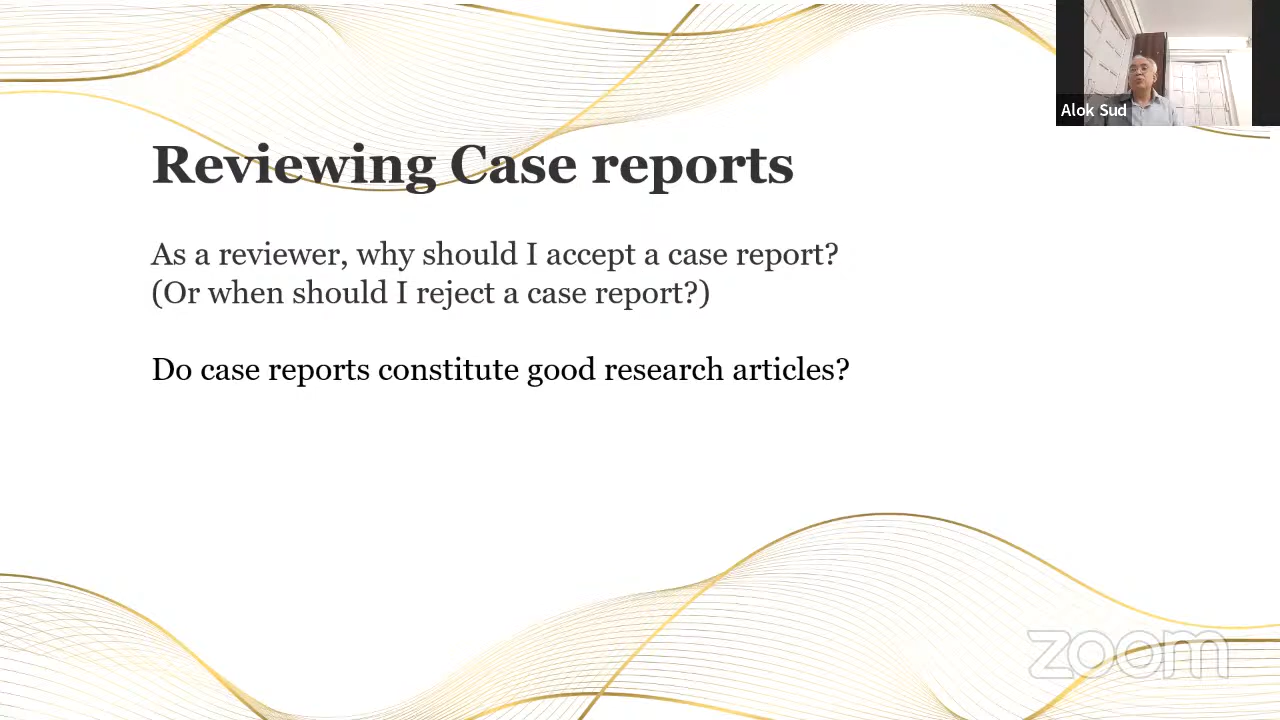 Alok Sud
Reviewing Case reports
As a reviewer, why should I accept a case report?
(Or when should I reject a case report?)
Do case reports constitute good research articles?
zoom